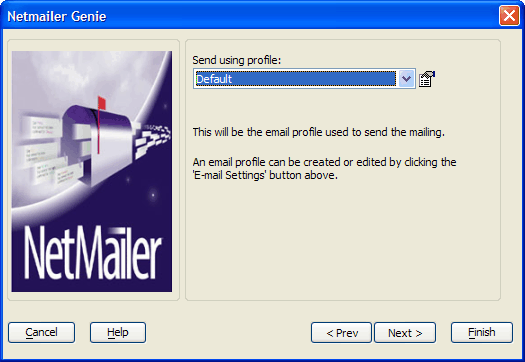 Netmailer Genie
Send using profile:
Default
This will be the email profile used to send the mailing.
An email profile can be created or edited by clicking the
'E-mail Settings' button above.
NetMailer
Cancel
Help
< Prev
Next >
Finish